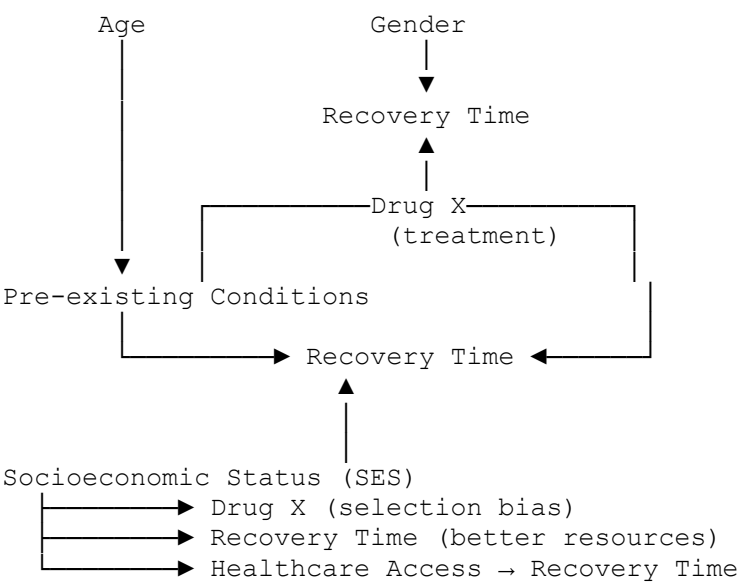 Age Gender
Recovery Time
Drug X
(treatment)
Pre-existing Conditions
Recovery Time
Socioeconomic Status (SES)
Drug X (selection bias)
Recovery Time (better resources)
Healthcare Access → Recovery Time